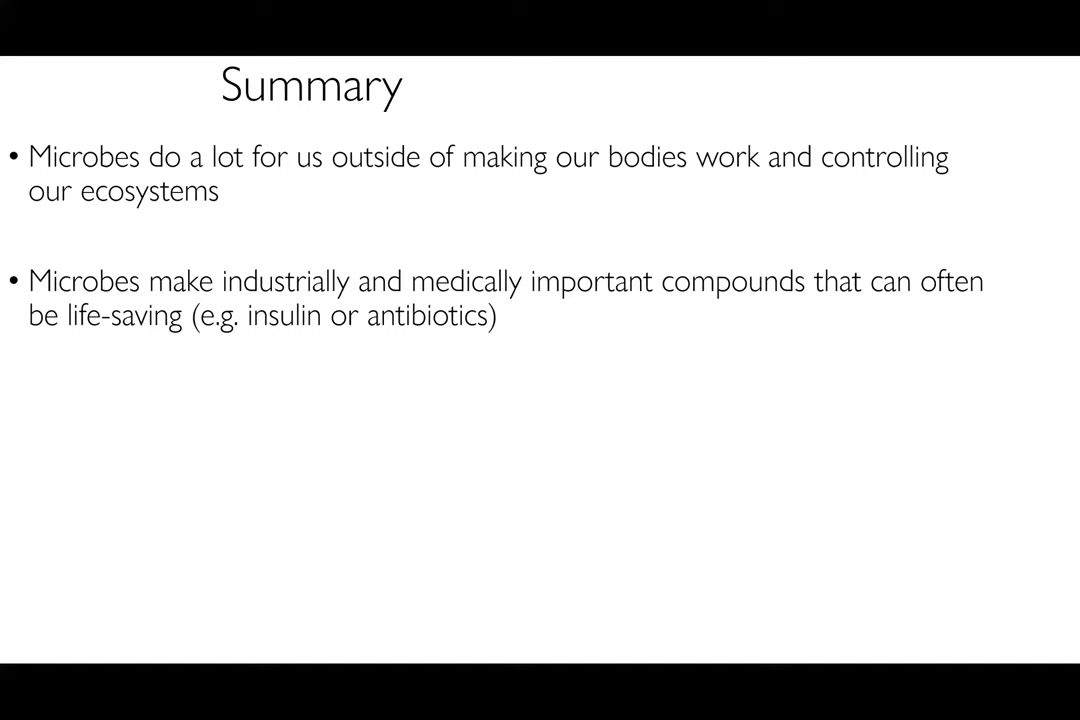 Summary
• Microbes do a lot for us outside of making our bodies work and controlling
our ecosystems
• Microbes make industrially and medically important compounds that can often
be life-saving (e.g. insulin or antibiotics)